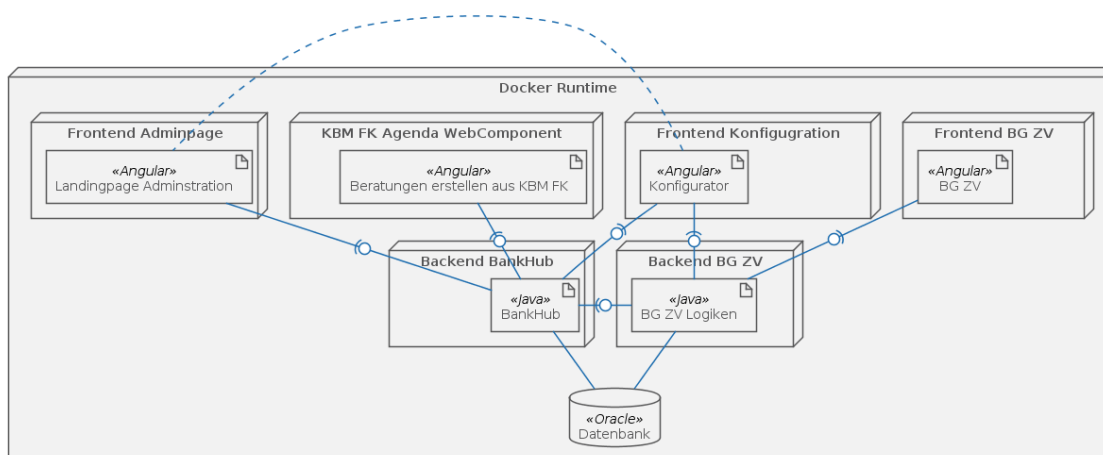 Docker Runtime
Frontend Adminpage
«Angular»
Landingpage Adminstration
KBM FK Agenda WebComponent
«Angular»
Beratungen erstellen aus KBM FK
Frontend Konfigugration
«Angular»
Konfigurator
Frontend BG ZV
«Angular»
BG ZV
Backend BankHub
«Java»
BankHub
Backend BG ZV
«Java»
BG ZV Logiken
«Oracle»
Datenbank